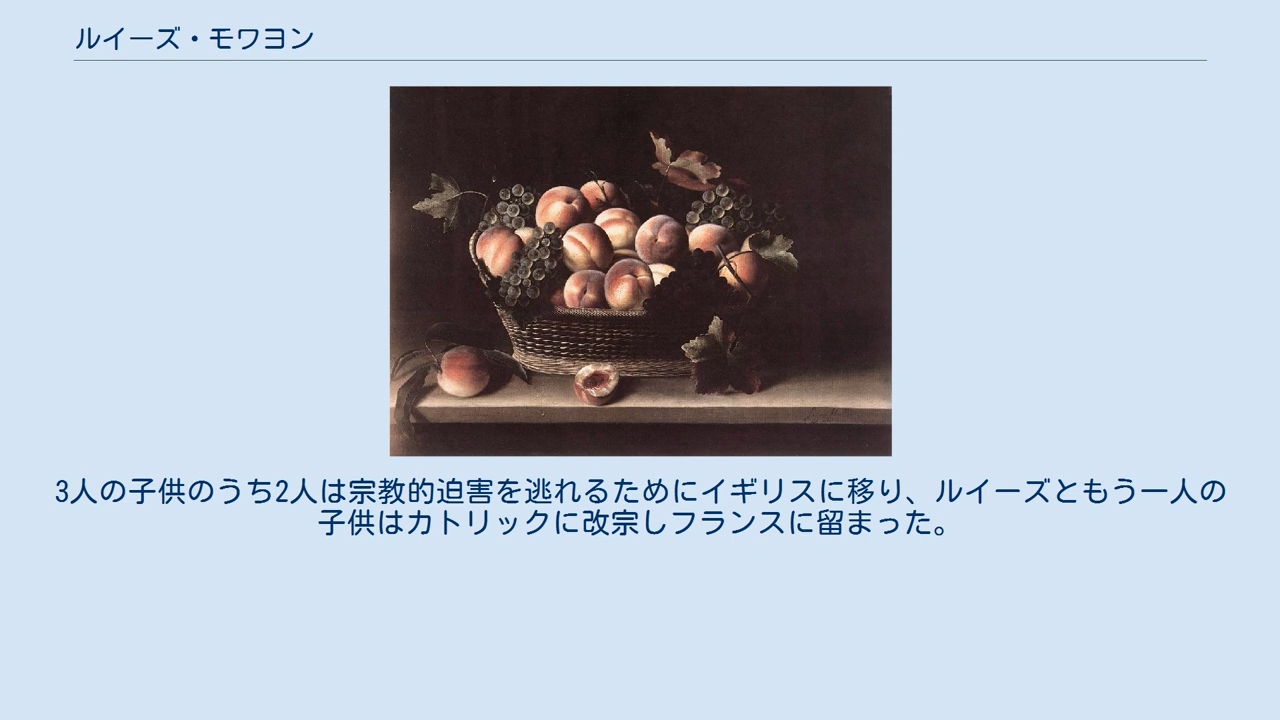 ルイーズ・モワヨン
3人の子供のうち2人は宗教的迫害を逃れるためにイギリスに移り、ルイーズともう一人の
子供はカトリックに改宗しフランスに留まった。